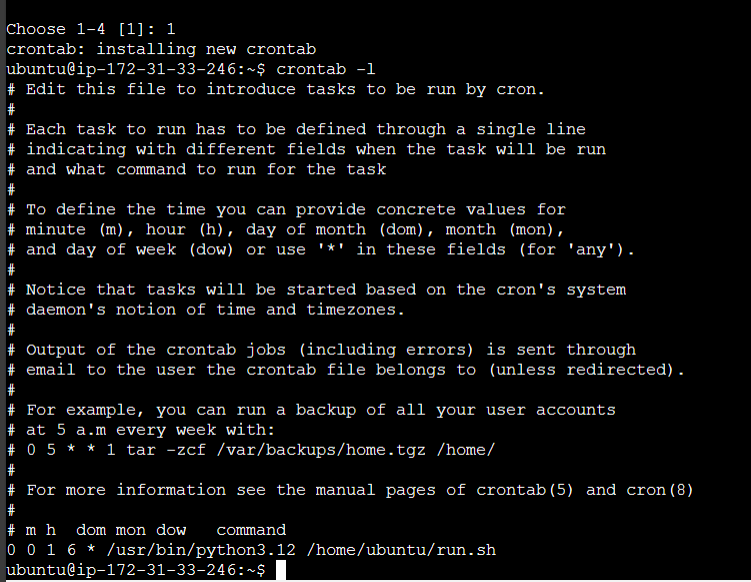 Choose 1-4 [1]: 1
crontab: installing new crontab
ubuntu@ip-172-31-33-246:~$ crontab -l
# Edit this file to introduce tasks to be run by cron.
#
# Each task to run has to be defined through a single line
# indicating with different fields when the task will be run
# and what command to run for the task
#
# To define the time you can provide concrete values for
# minute (m), hour (h), day of month (dom), month (mon),
# and day of week (dow) or use '*' in these fields (for 'any').
#
# Notice that tasks will be started based on the cron's system
# daemon's notion of time and timezones.
#
# Output of the crontab jobs (including errors) is sent through
# email to the user the crontab file belongs to (unless redirected).
#
# For example, you can run a backup of all your user accounts
# at 5 a.m every week with:
# 0 5 * * 1 tar -zcf /var/backups/home.tgz /home/
#
# For more information see the manual pages of crontab(5) and cron(8)
#
# m h  dom mon dow   command
0 0 1 6 * /usr/bin/python3.12 /home/ubuntu/run.sh
ubuntu@ip-172-31-33-246:~$